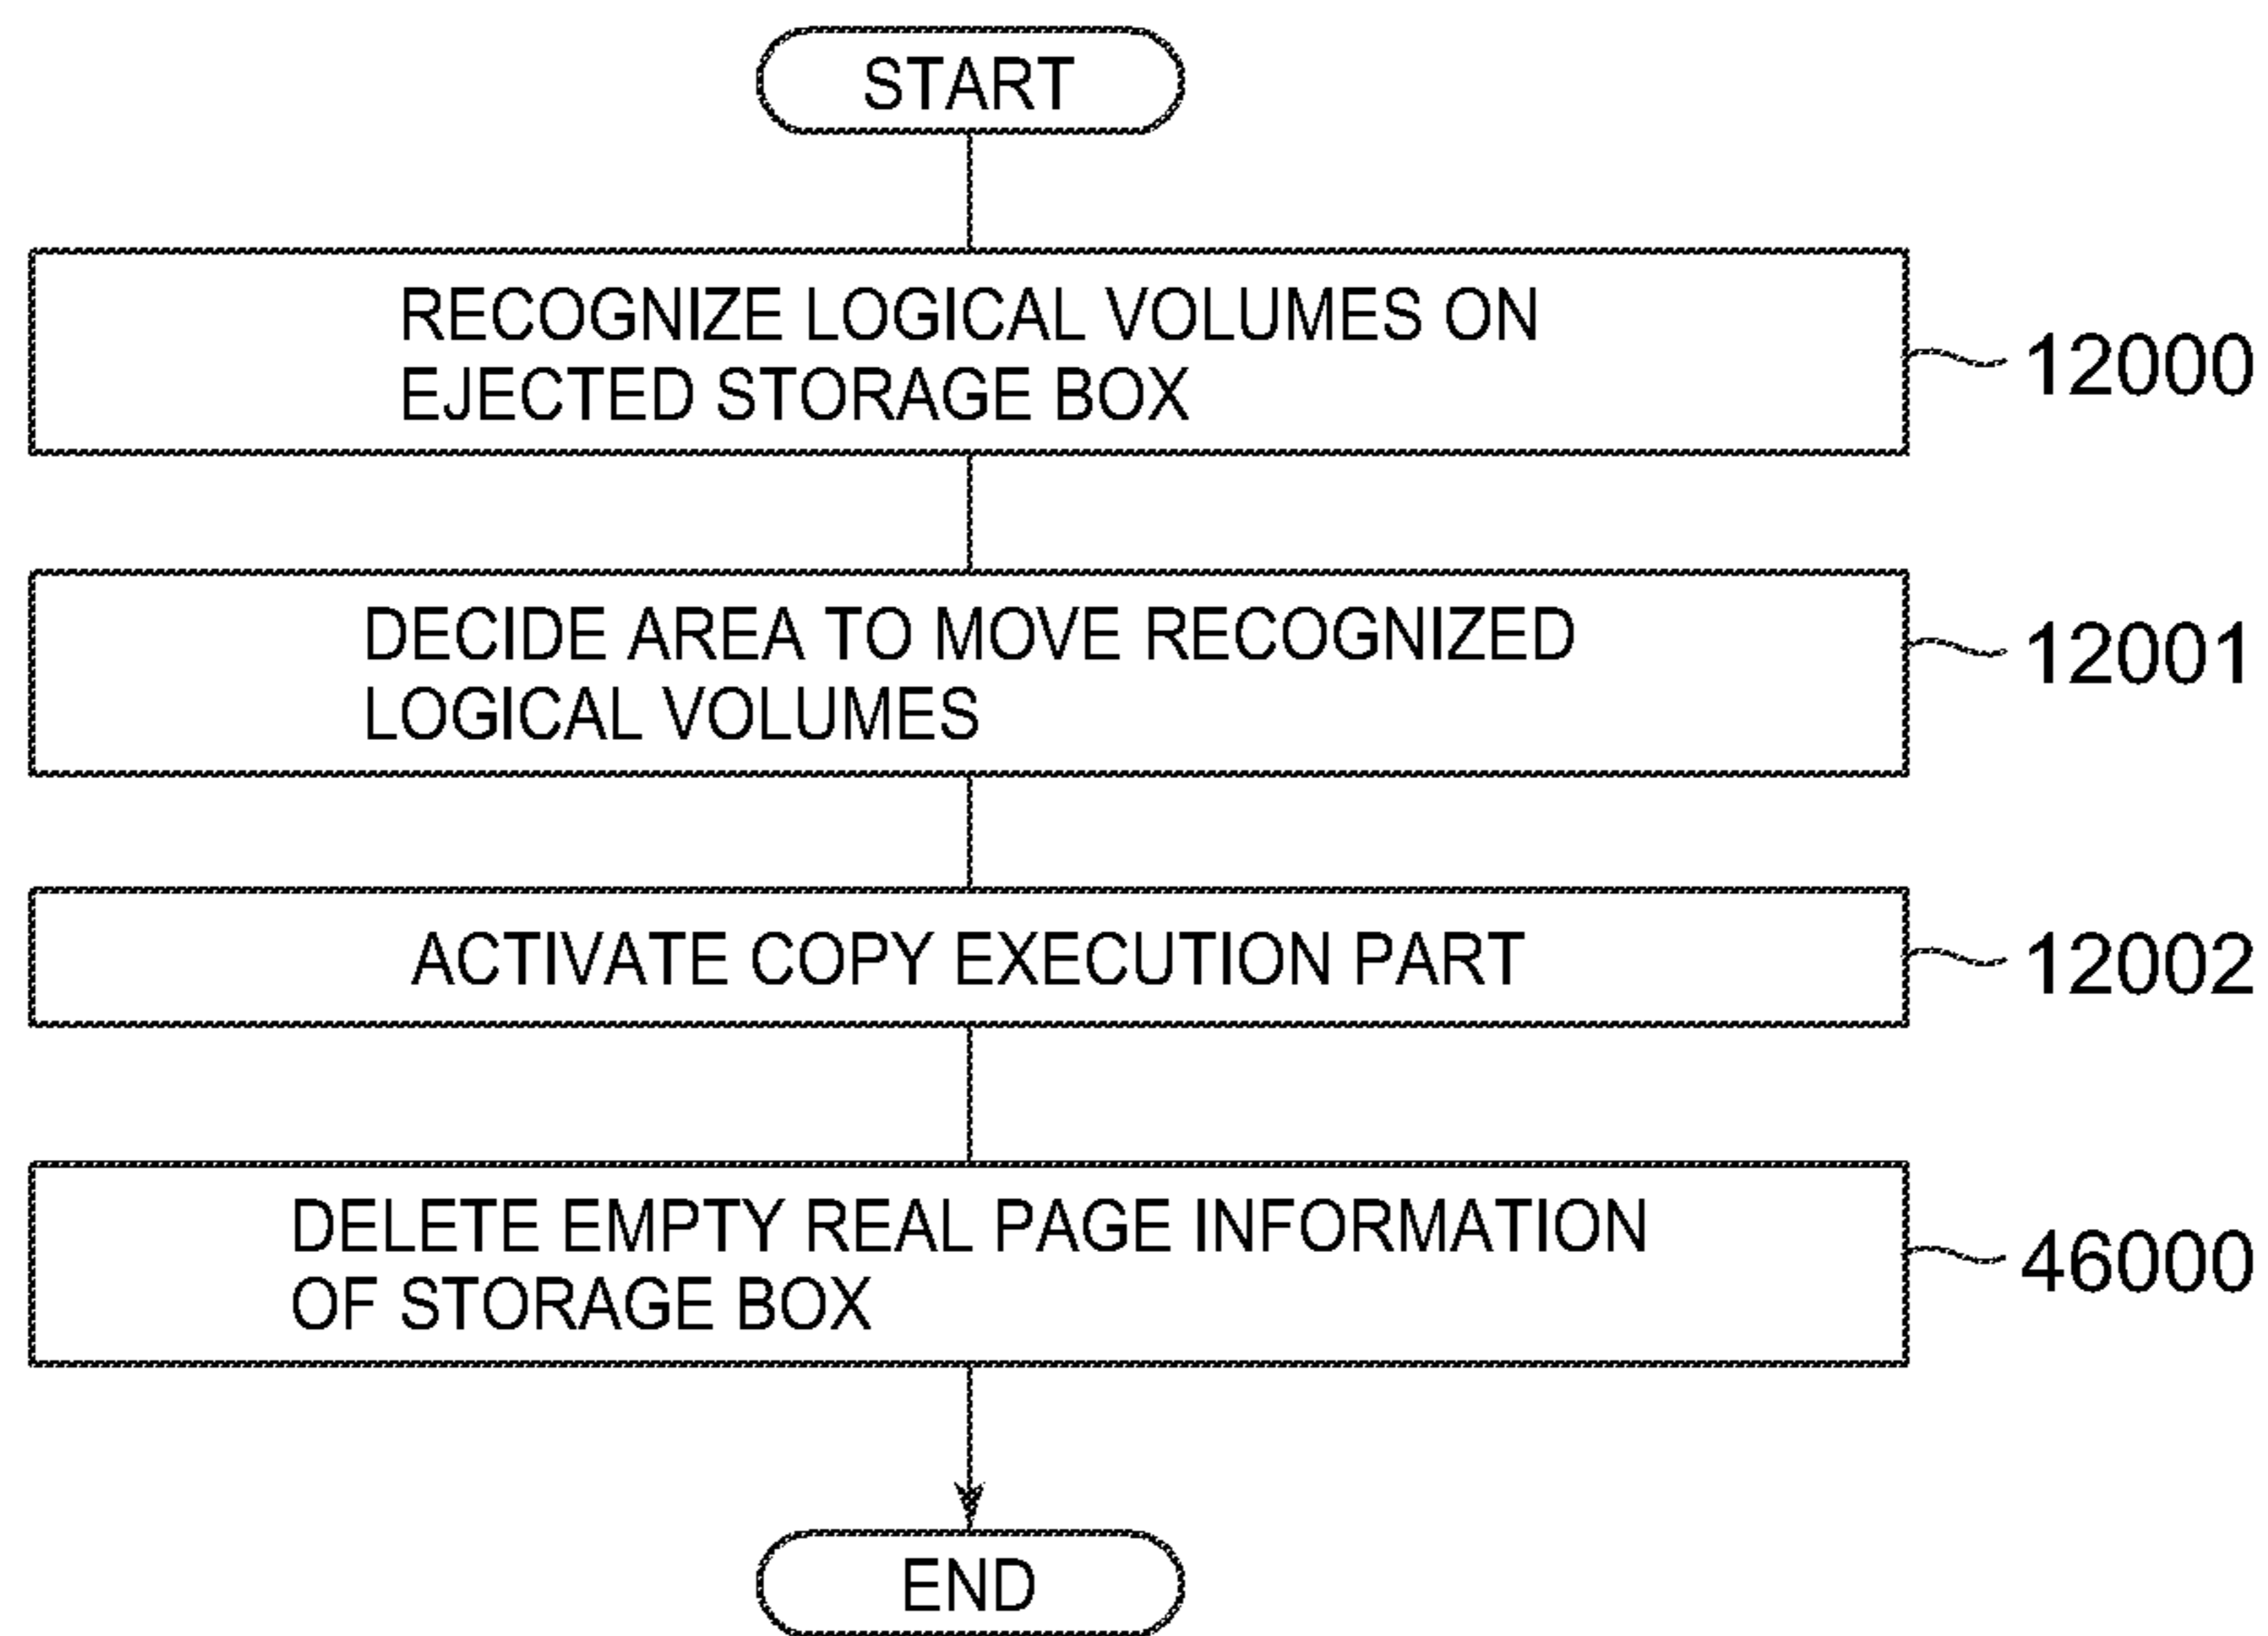 START
RECOGNIZE LOGICAL VOLUMES ON
EJECTED STORAGE BOX
12000
DECIDE AREA TO MOVE RECOGNIZED
LOGICAL VOLUMES
12001
ACTIVATE COPY EXECUTION PART
12002
DELETE EMPTY REAL PAGE INFORMATION
OF STORAGE BOX
46000
END